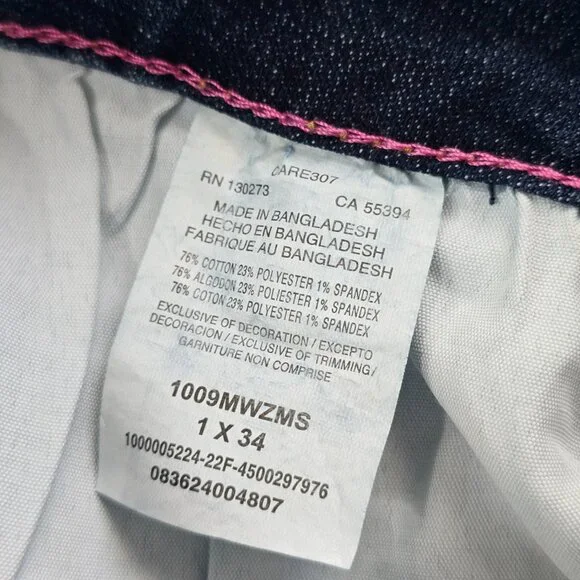 CARE307
RN 130273 CA 55394
MADE IN BANGLADESH
HECHO EN BANGLADESH
FABRIQUE AU BANGLADESH
76% COTTON 23% POLYESTER 1% SPANDEX
76% ALGODON 23% POLIESTER 1% SPANDEX
76% COTON 23% POLYESTER 1% SPANDEX
EXCLUSIVE OF DECORATION / EXCEPTO
DECORACION / EXCLUSIVE OF TRIMMING/
GARNITURE NON COMPRISE
1009MWZMS
1 X 34
1000005224-22F-4500297976
083624004807